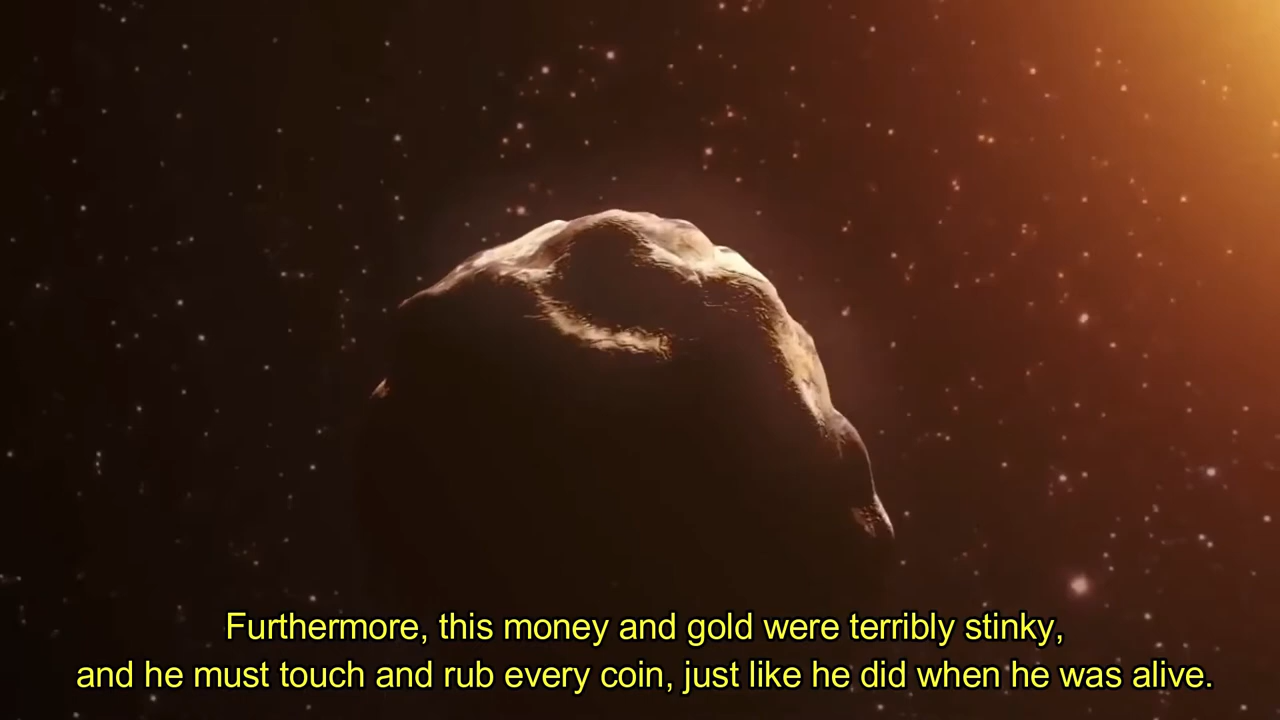 Furthermore, this money and gold were terribly stinky,
and he must touch and rub every coin, just like he did when he was alive.